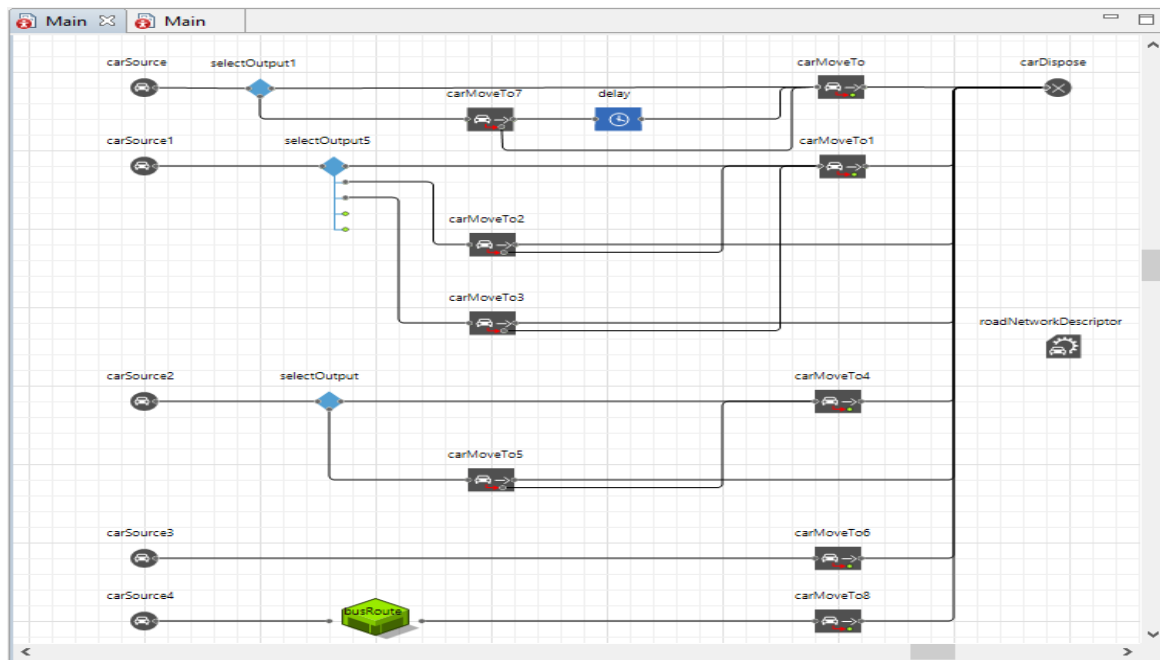 Main Main
carSource selectOutput1 carMoveTo carDispose
carMoveTo7 delay
carSource1 selectOutput5 carMoveTo1
carMoveTo2
carMoveTo3
roadNetworkDescriptor
carSource2 selectOutput carMoveTo4
carMoveTo5
carSource3 carMoveTo6
carSource4 carMoveTo8
busRoute